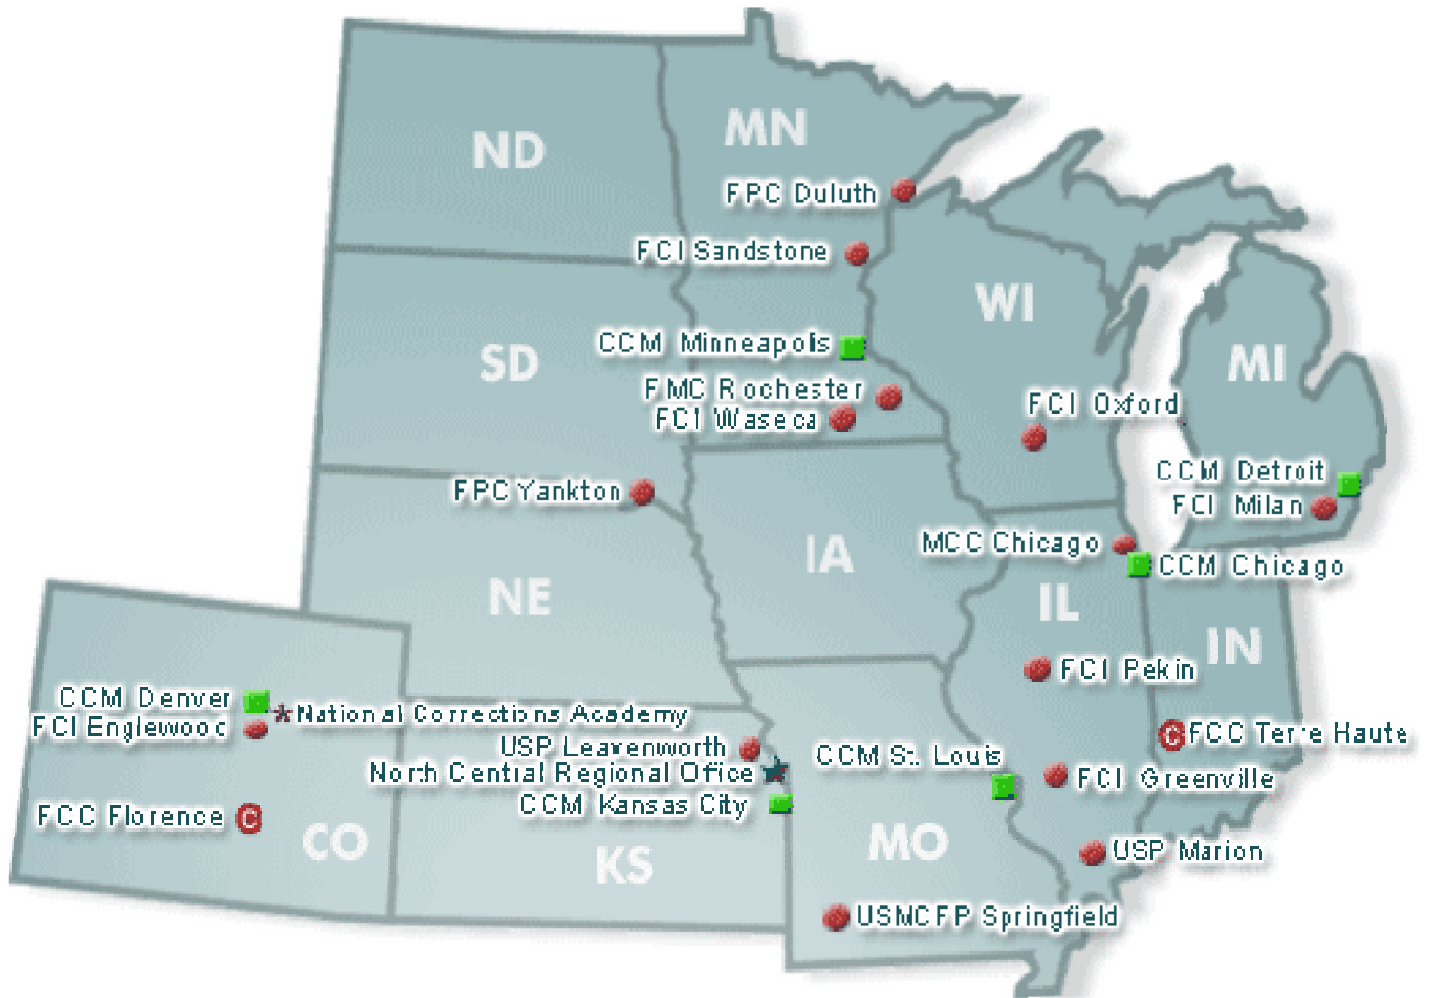 MN
ND
FPC Duluth
FCI Sandstone
WI
CCM Minneapolis
SD
MI
FMC Rochester
FCI Oxford
FCI Waseca
CCM Detroit
FPC Yankton
FCI Milan
MCC Chicago
IA
CCM Chicago
NE
IL
IN
FCI Pekin
CCM Denver
National Corrections Academy
FCI Englewood
FCC Terre Haute
USP Leavenworth
CCM St. Louis
North Central Regional Office
FCI Greenville
CCM Kansas City
FCC Florence
C
C
CO
MO
USP Marion
KS
USMCFP Springfield